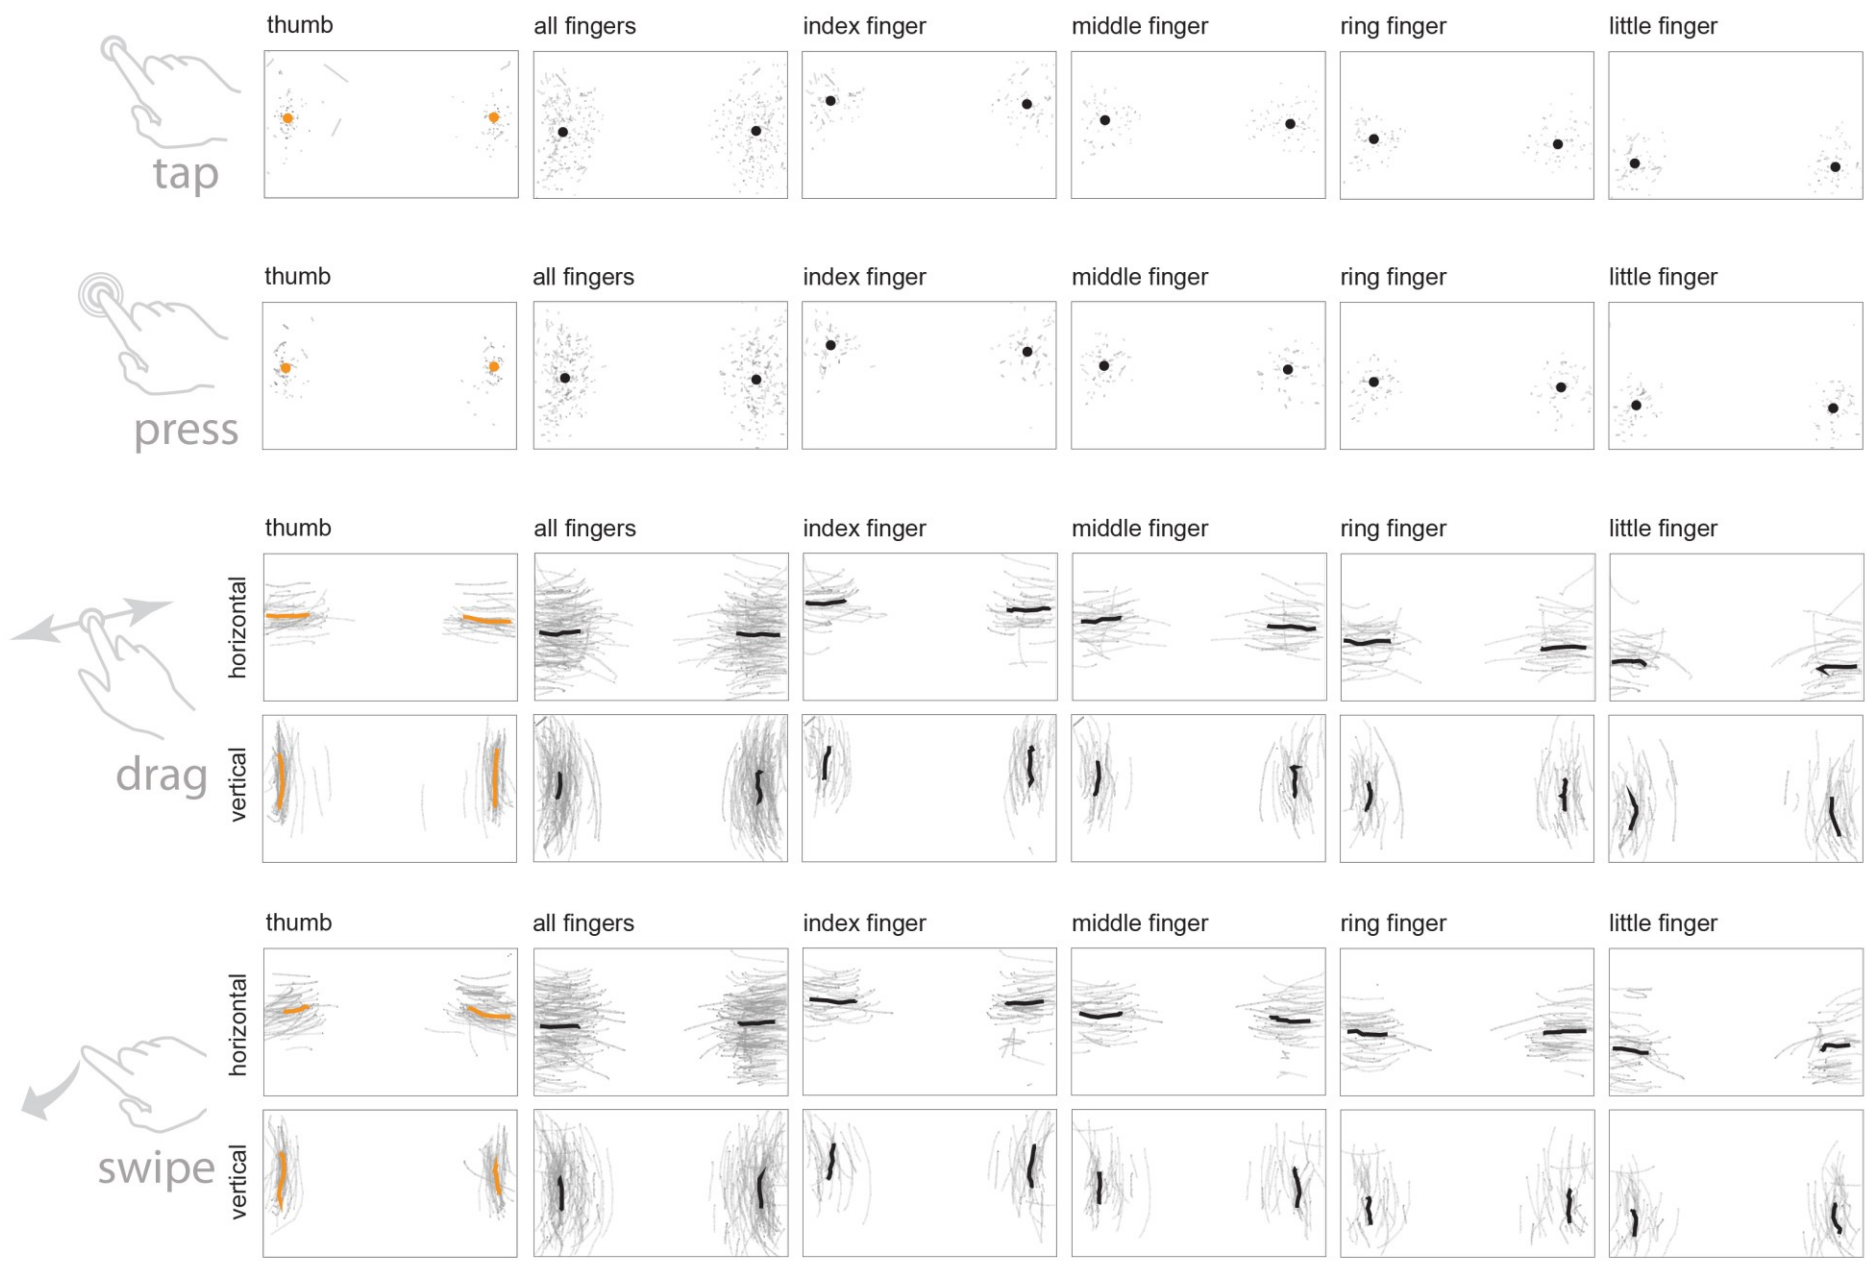 thumb all fingers index finger middle finger ring finger little finger
tap
thumb all fingers index finger middle finger ring finger little finger
press
thumb all fingers index finger middle finger ring finger little finger
horizontal
vertical
drag
thumb all fingers index finger middle finger ring finger little finger
horizontal
vertical
swipe